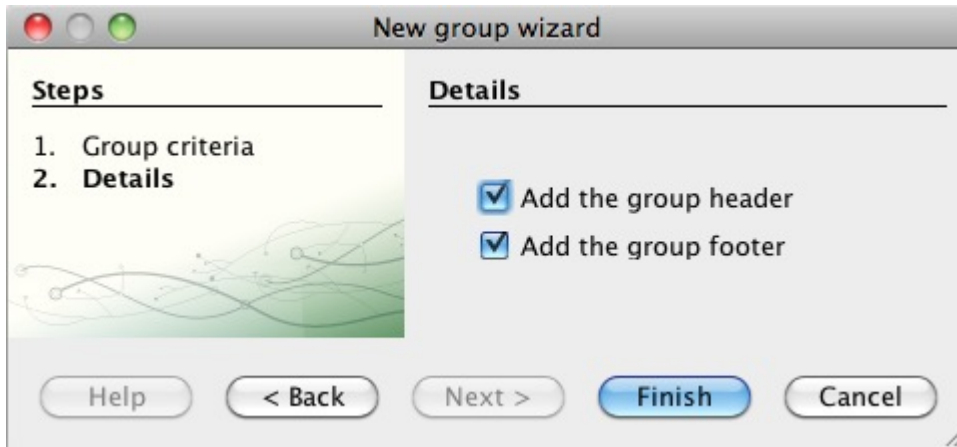 New group wizard
Steps
1. Group criteria
2. Details
Details
Add the group header
Add the group footer
Help
< Back
Next >
Finish
Cancel